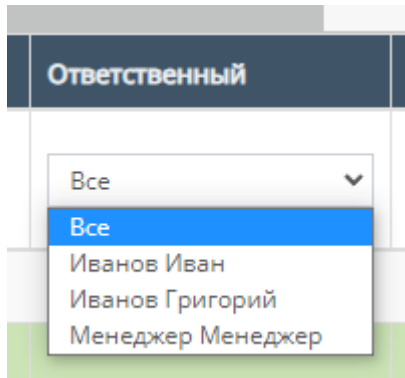 Ответственный
Все
Все
Иванов Иван
Иванов Григорий
Менеджер Менеджер